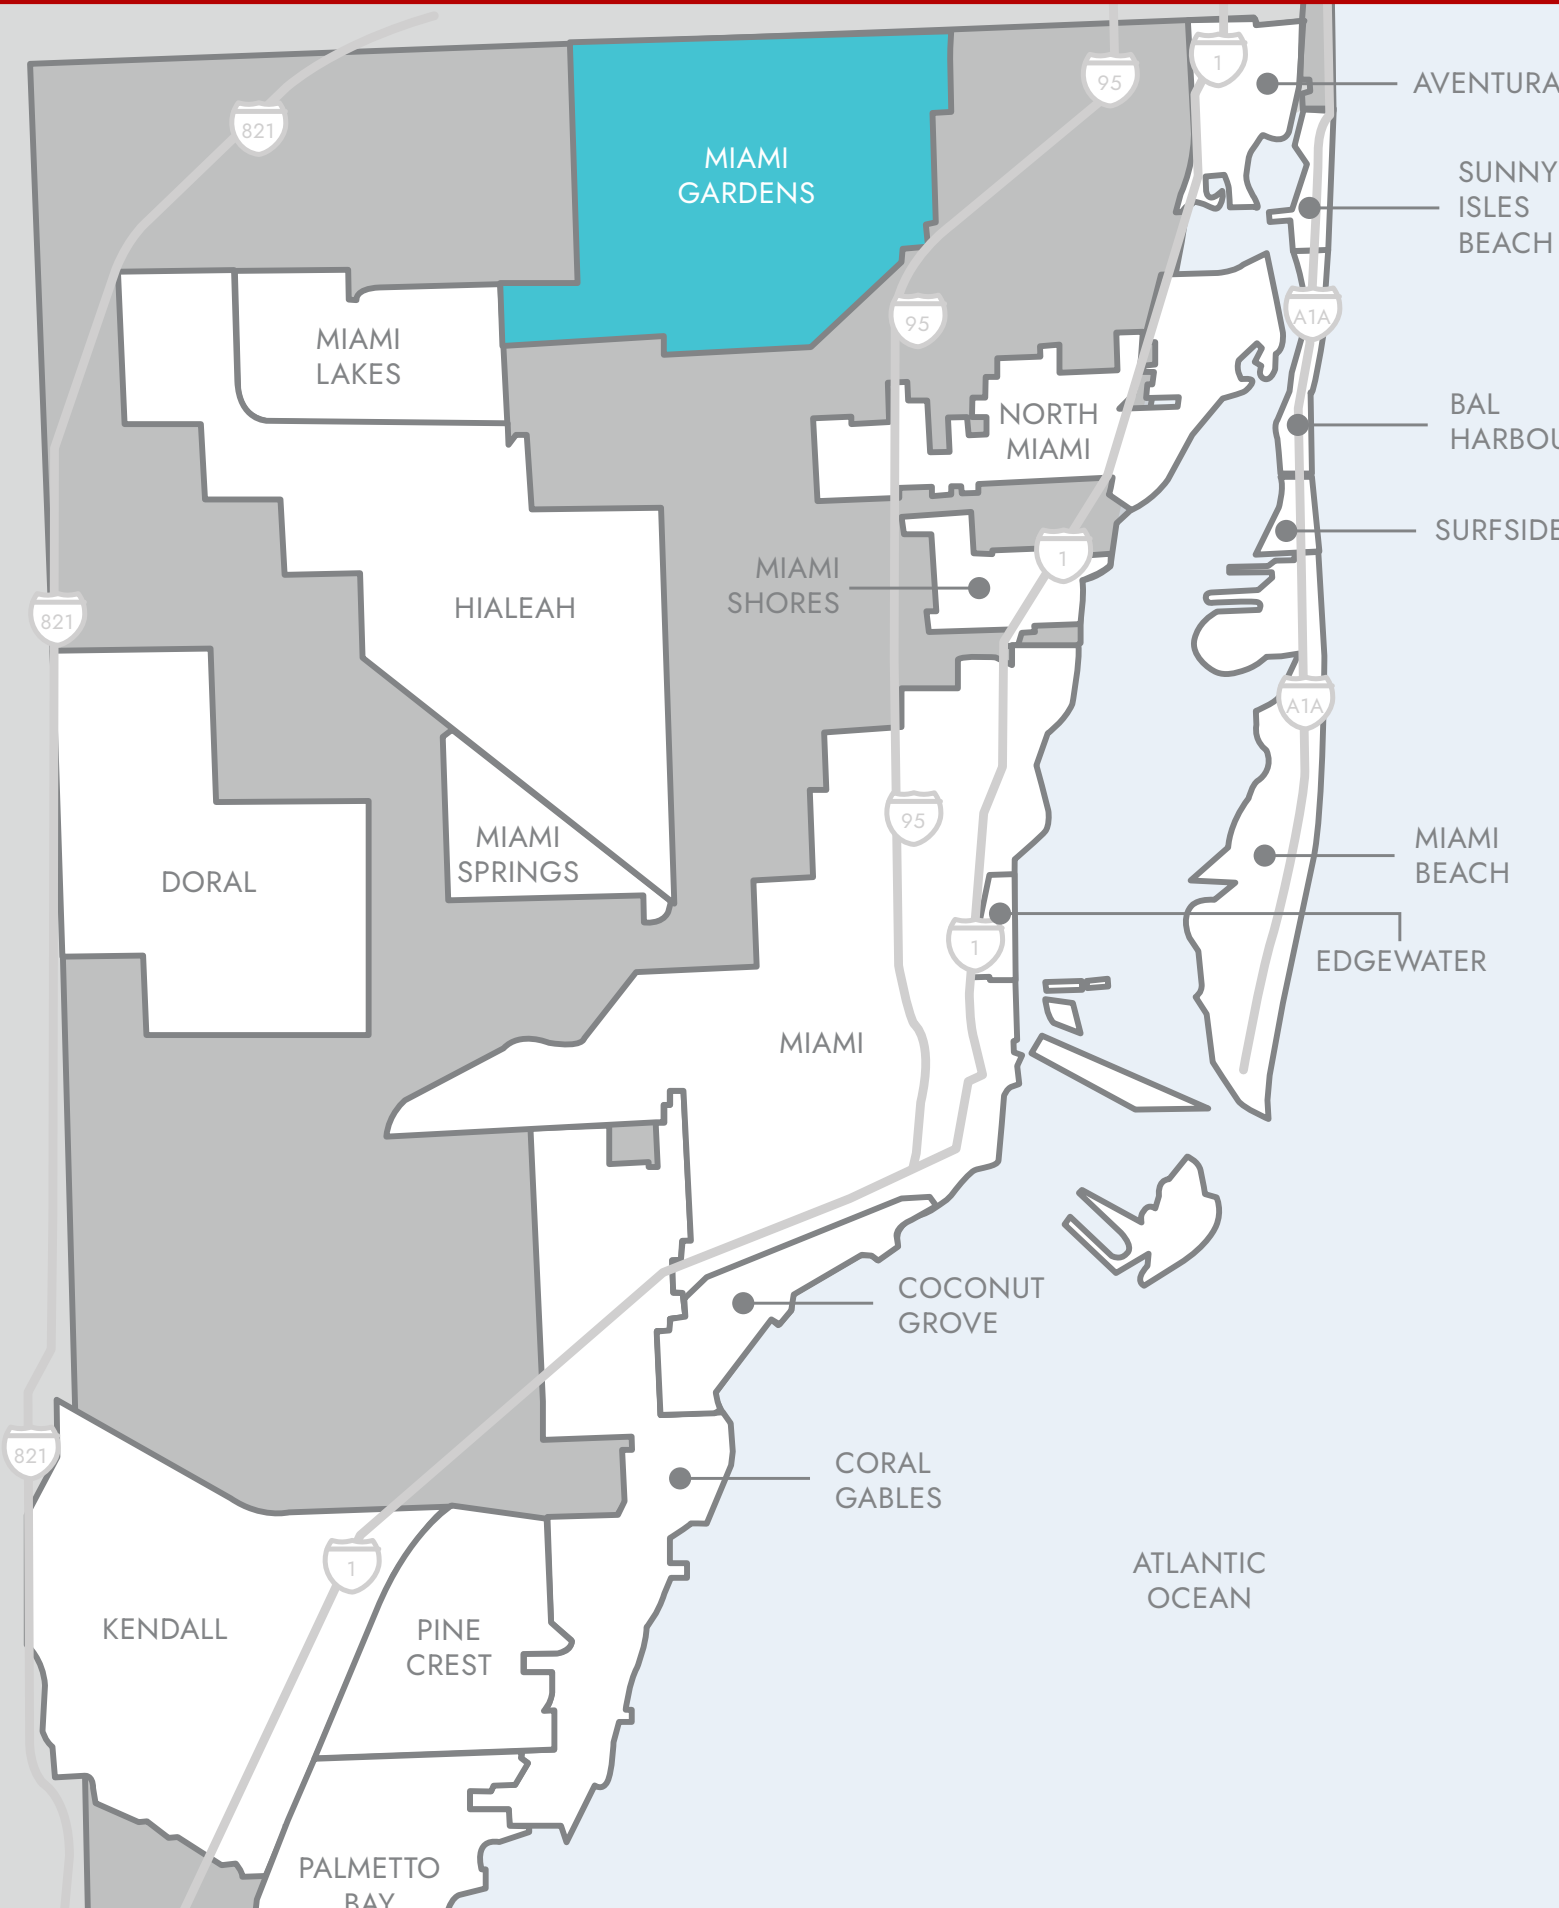 1
95
AVENTURA
821
MIAMI
GARDENS
SUNNY
ISLES
BEACH
95
A1A
MIAMI
LAKES
NORTH
MIAMI
BAL
HARBOU
SURFSIDE
1
MIAMI
SHORES
HIALEAH
821
A1A
95
MIAMI
SPRINGS
MIAMI
BEACH
DORAL
1
EDGEWATER
MIAMI
COCONUT
GROVE
821
CORAL
GABLES
1
ATLANTIC
OCEAN
KENDALL
PINE
CREST
PALMETTO
BAY